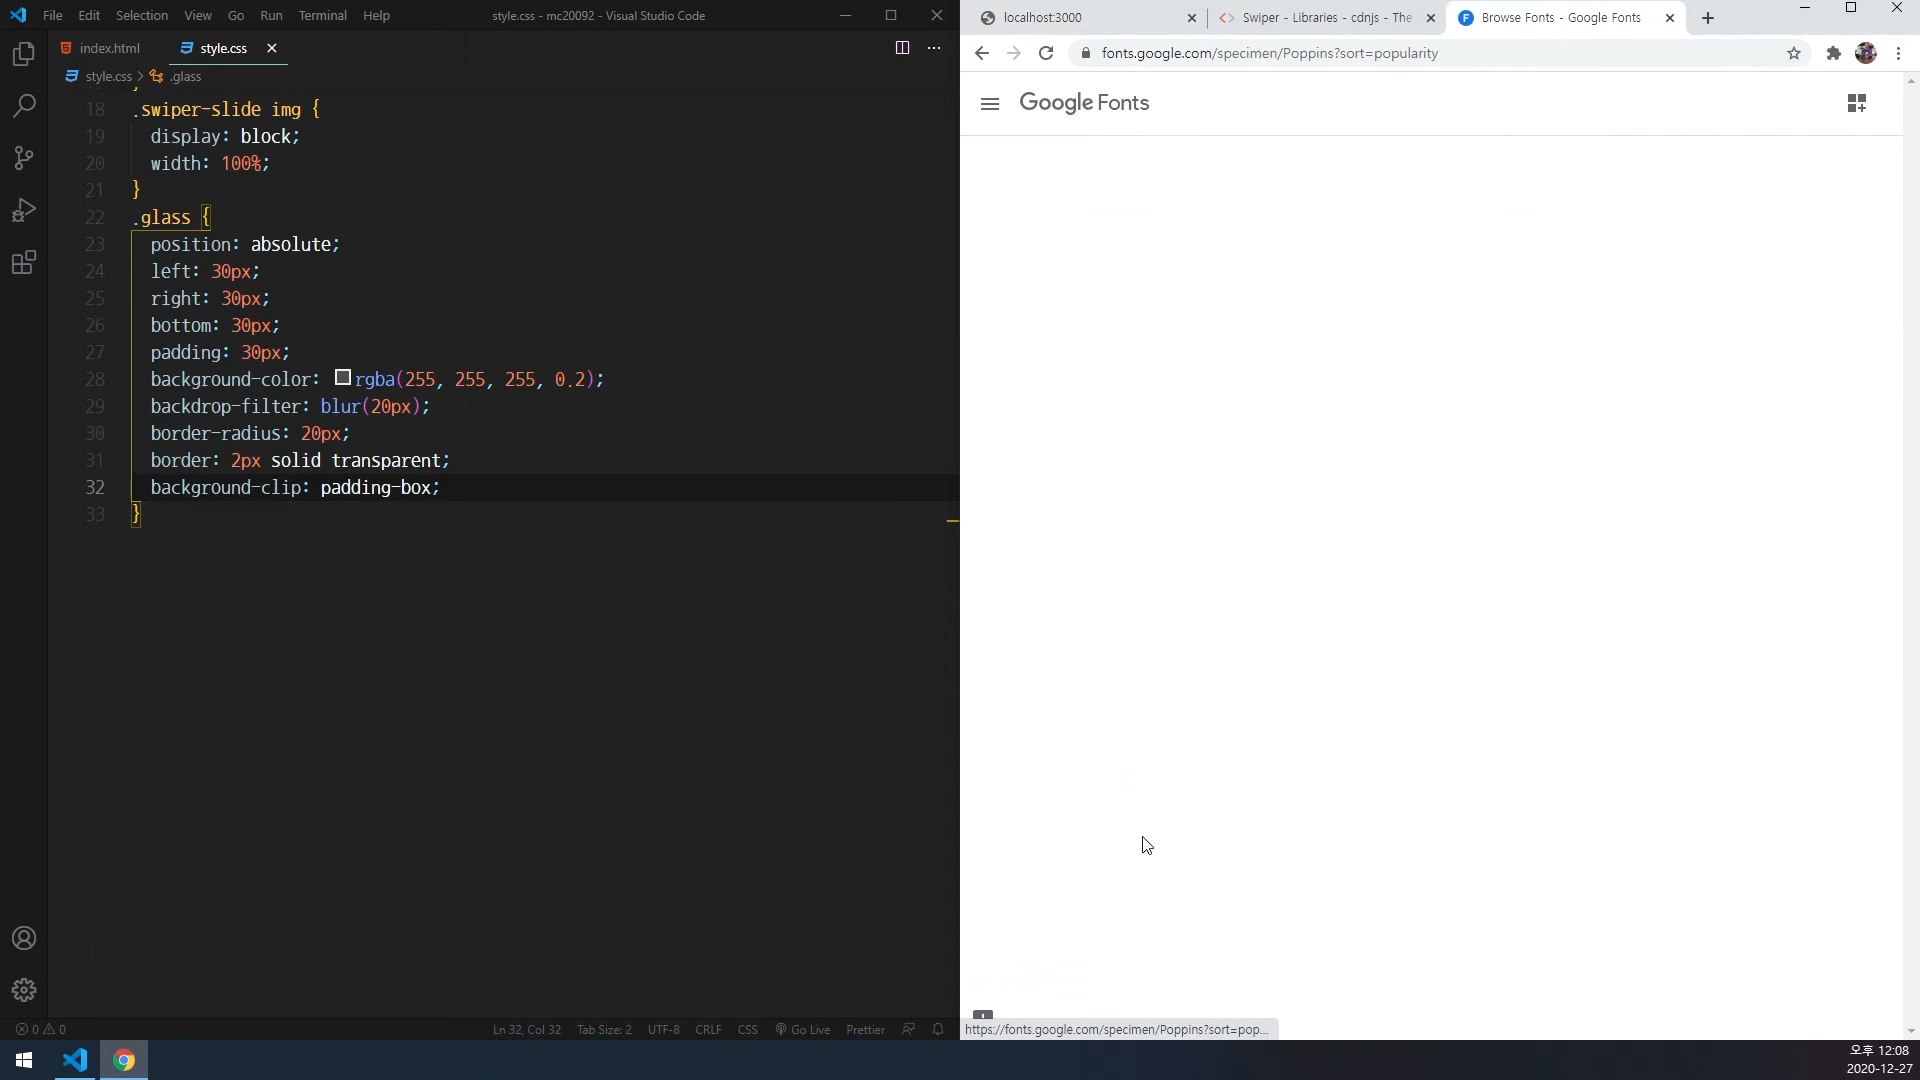 File Edit Selection View Go Run Terminal Help
style.css - mc20092 - Visual Studio Code
index.html
style.css
style.css > .glass
18 .swiper-slide img {
19 display: block;
20 width: 100%;
21 }
22 .glass {
23 position: absolute;
24 left: 30px;
25 right: 30px;
26 bottom: 30px;
27 padding: 30px;
28 background-color: rgba(255, 255, 255, 0.2);
29 backdrop-filter: blur(20px);
30 border-radius: 20px;
31 border: 2px solid transparent;
32 background-clip: padding-box;
33 }
0 0
Ln 32, Col 32 Tab Size: 2 UTF-8 CRLF CSS Go Live Prettier
localhost:3000
Swiper - Libraries - cdnjs - The
Browse Fonts - Google Fonts
fonts.google.com/specimen/Poppins?sort=popularity
Google Fonts
https://fonts.google.com/specimen/Poppins?sort=pop...
오후 12:08
2020-12-27